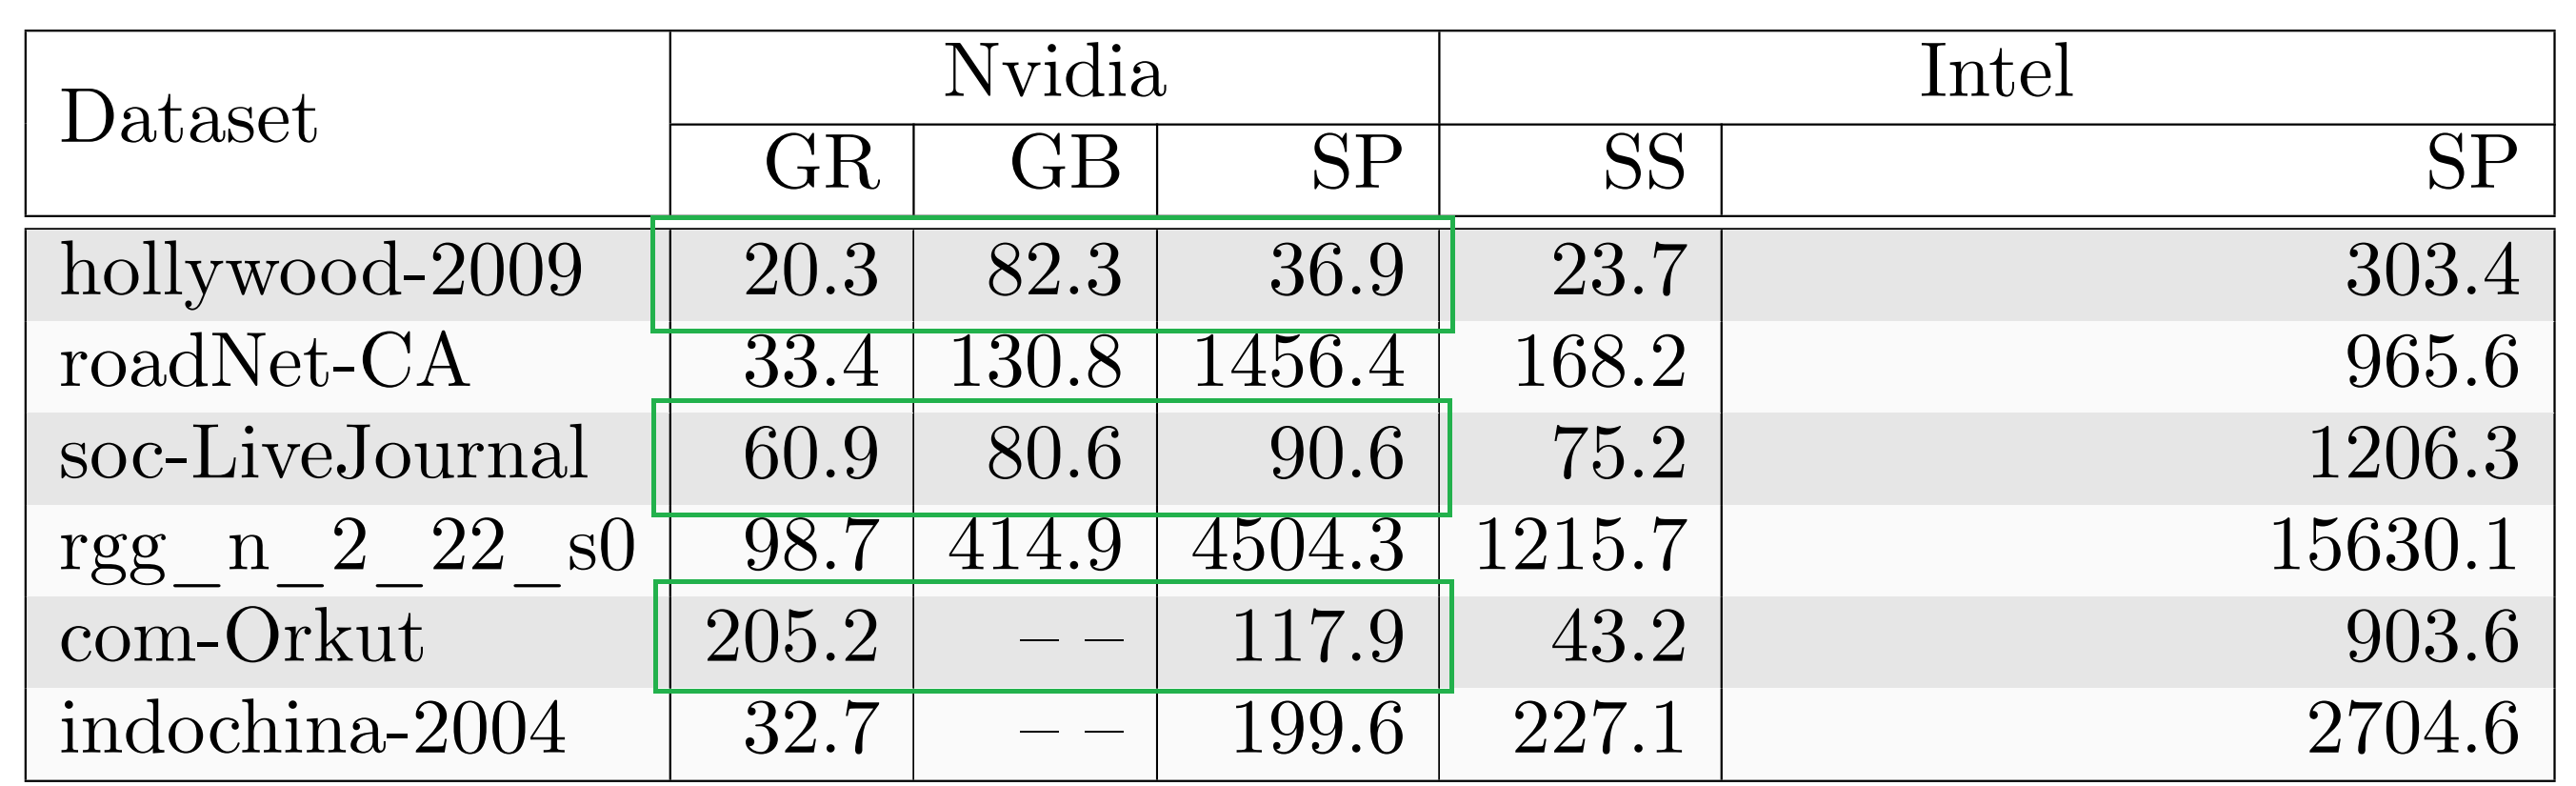 Dataset Nvidia Intel
GR GB SP SS SP
hollywood-2009 20.3 82.3 36.9 23.7 303.4
roadNet-CA 33.4 130.8 1456.4 168.2 965.6
soc-LiveJournal 60.9 80.6 90.6 75.2 1206.3
rgg_n_2_22_s0 98.7 414.9 4504.3 1215.7 15630.1
com-Orkut 205.2 – – 117.9 43.2 903.6
indochina-2004 32.7 – – 199.6 227.1 2704.6